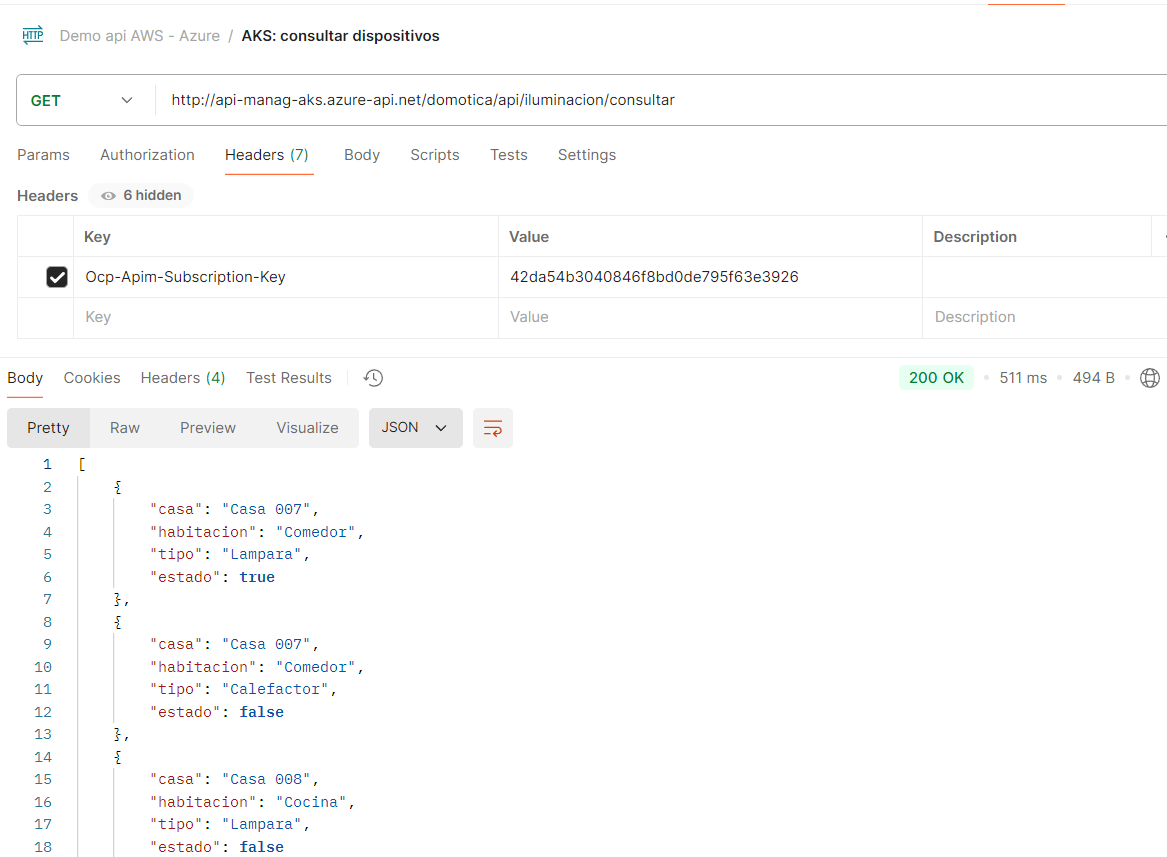 HTTP Demo api AWS - Azure / AKS: consultar dispositivos
GET http://api-manag-aks.azure-api.net/domotica/api/iluminacion/consultar
Params Authorization Headers (7) Body Scripts Tests Settings
Headers 6 hidden
Key Value Description
Ocp-Apim-Subscription-Key 42da54b3040846f8bd0de795f63e3926
Key Value Description
Body Cookies Headers (4) Test Results 200 OK • 511 ms • 494 B •
Pretty Raw Preview Visualize JSON
1 [
2 {
3 "casa": "Casa 007",
4 "habitacion": "Comedor",
5 "tipo": "Lampara",
6 "estado": true
7 },
8 {
9 "casa": "Casa 007",
10 "habitacion": "Comedor",
11 "tipo": "Calefactor",
12 "estado": false
13 },
14 {
15 "casa": "Casa 008",
16 "habitacion": "Cocina",
17 "tipo": "Lampara",
18 "estado": false